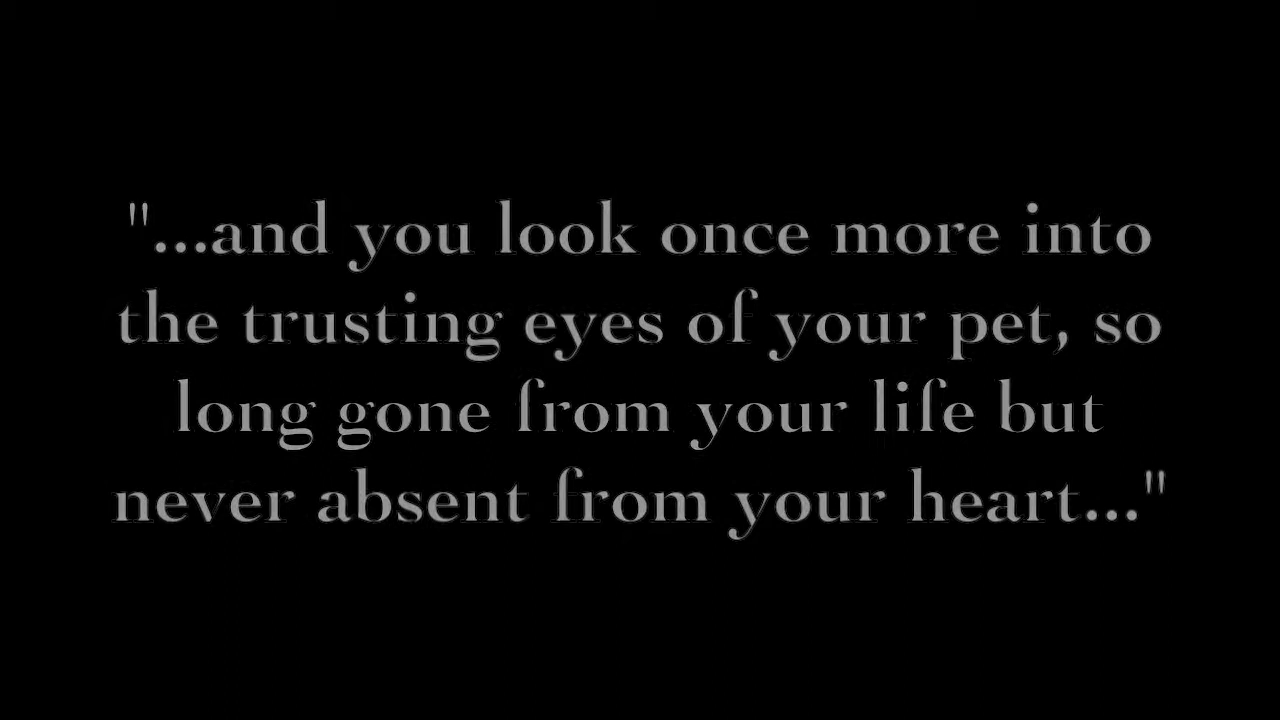 "...and you look once more into
the trusting eyes of your pet, so
long gone from your life but
never absent from your heart..."